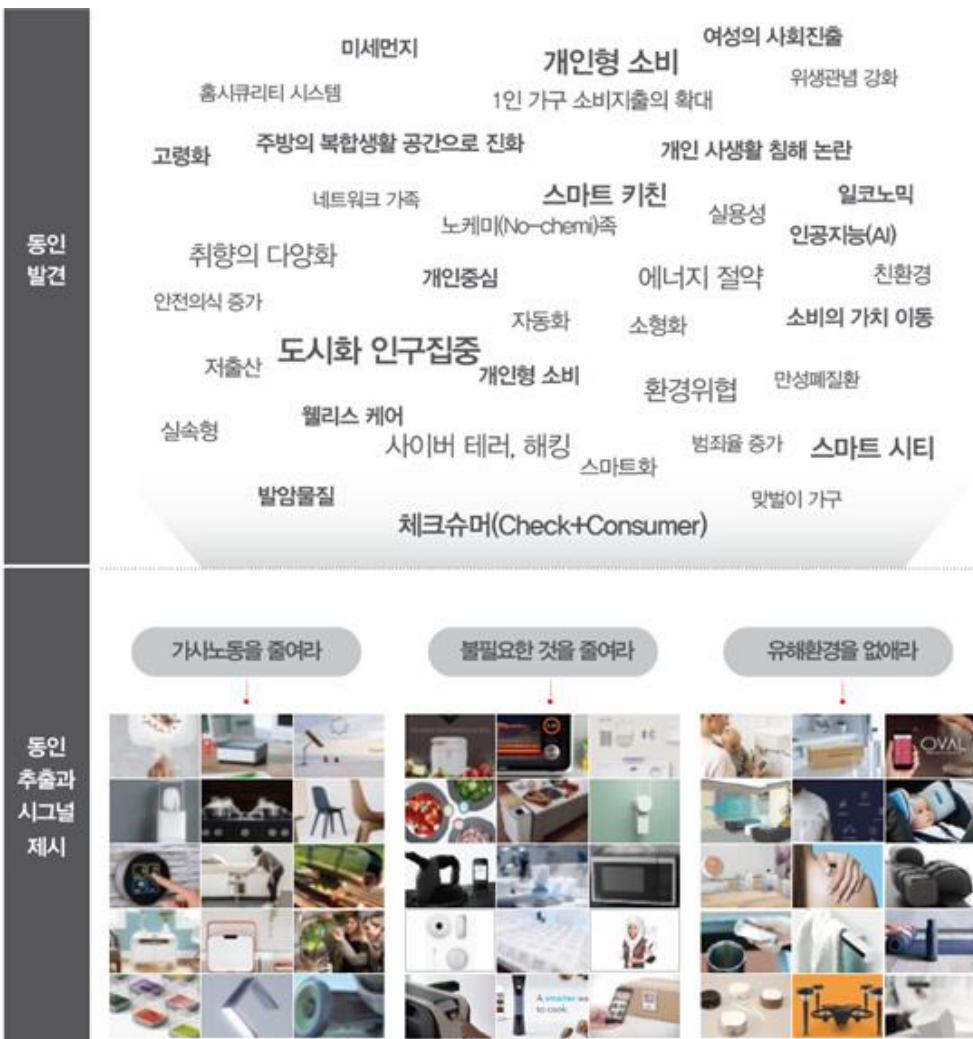 동인
발견
미세먼지
개인형 소비
여성의 사회진출
홈시큐리티 시스템
1인 가구 소비지출의 확대
위생관념 강화
고령화
주방의 복합생활 공간으로 진화
개인 사생활 침해 논란
네트워크 가족
스마트 키친
일코노믹
노케미(No-chemi)족
실용성
인공지능(AI)
취향의 다양화
개인중심
에너지 절약
친환경
안전의식 증가
자동화
소형화
소비의 가치 이동
저출산
도시화 인구집중
개인형 소비
환경위협
만성폐질환
실속형
웰리스 케어
사이버 테러, 해킹
스마트화
범죄율 증가
스마트 시티
발암물질
맞벌이 가구
체크슈머(Check+Consumer)
동인
추출과
시그널
제시
가사노동을 줄여라
불필요한 것을 줄여라
유해환경을 없애라
OVAL
A smarter wa
to cook.